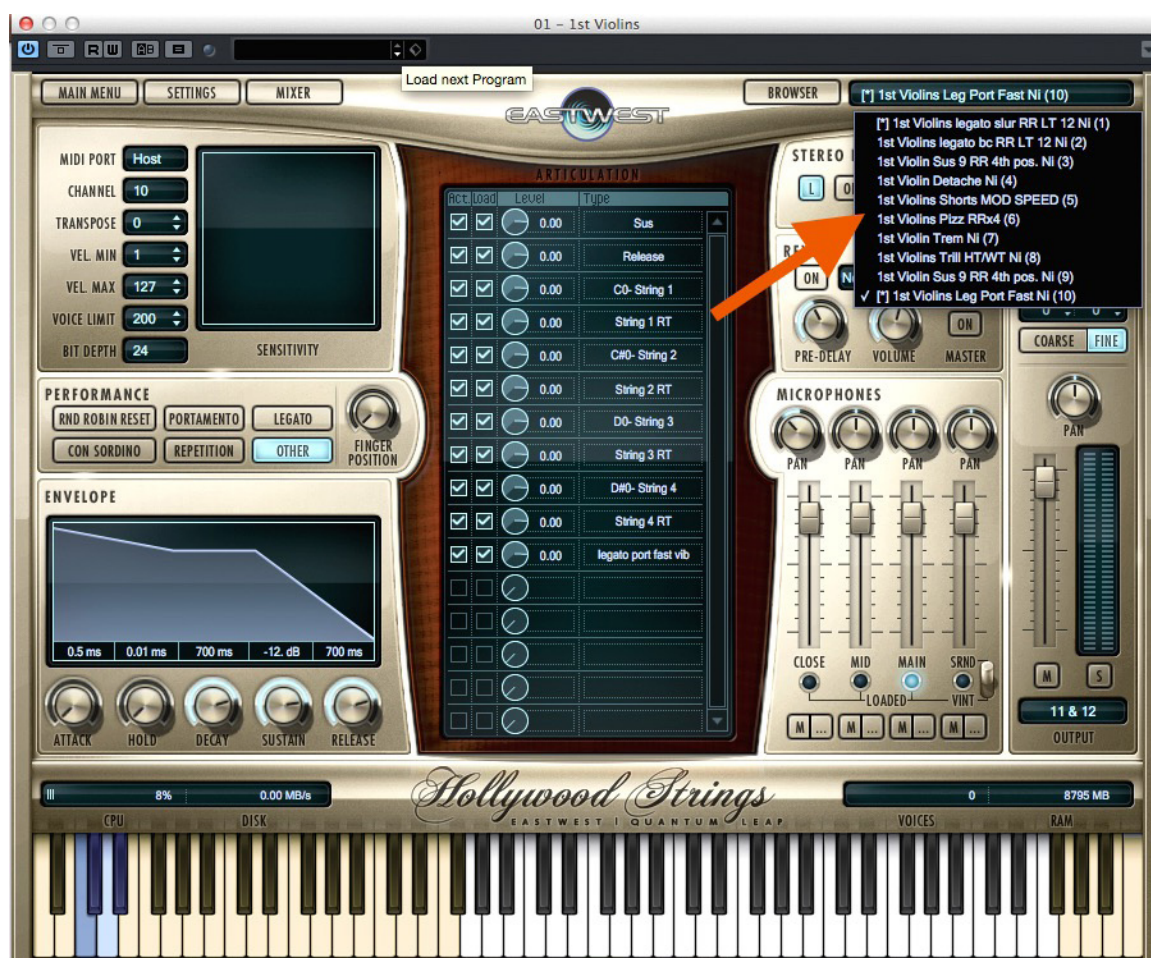 01 – 1st Violins
R W AB
Load next Program
MAIN MENU SETTINGS MIXER
EASTWEST
BROWSER [*] 1st Violins Leg Port Fast Ni (10)
[*] 1st Violins legato slur RR LT 12 Ni (1)
1st Violins legato bc RR LT 12 Ni (2)
1st Violin Sus 9 RR 4th pos. Ni (3)
1st Violin Detache Ni (4)
1st Violins Shorts MOD SPEED (5)
1st Violins Pizz RRx4 (6)
1st Violin Trem Ni (7)
1st Violins Trill HT/WT Ni (8)
1st Violin Sus 9 RR 4th pos. Ni (9)
✓ [*] 1st Violins Leg Port Fast Ni (10)
MIDI PORT Host
CHANNEL 10
TRANSPOSE 0
VEL. MIN 1
VEL. MAX 127
VOICE LIMIT 200
BIT DEPTH 24
SENSITIVITY
PERFORMANCE
RND ROBIN RESET PORTAMENTO LEGATO
CON SORDINO REPETITION OTHER
FINGER
POSITION
ENVELOPE
0.5 ms 0.01 ms 700 ms -12. dB 700 ms
ATTACK HOLD DECAY SUSTAIN RELEASE
ARTICULATION
Act. Load Level Type
0.00 Sus
0.00 Release
0.00 C0- String 1
0.00 String 1 RT
0.00 C#0- String 2
0.00 String 2 RT
0.00 D0- String 3
0.00 String 3 RT
0.00 D#0- String 4
0.00 String 4 RT
0.00 legato port fast vib
STEREO
L
ON
PRE-DELAY VOLUME ON MASTER
COARSE FINE
MICROPHONES
PAN PAN PAN PAN
PAN
CLOSE MID MAIN SRND
LOADED VINT
M ... M ... M ... M ...
M S
11 & 12
OUTPUT
8% 0.00 MB/s
CPU DISK
Hollywood Strings
EASTWEST | QUANTUM LEAP
0 8795 MB
VOICES RAM